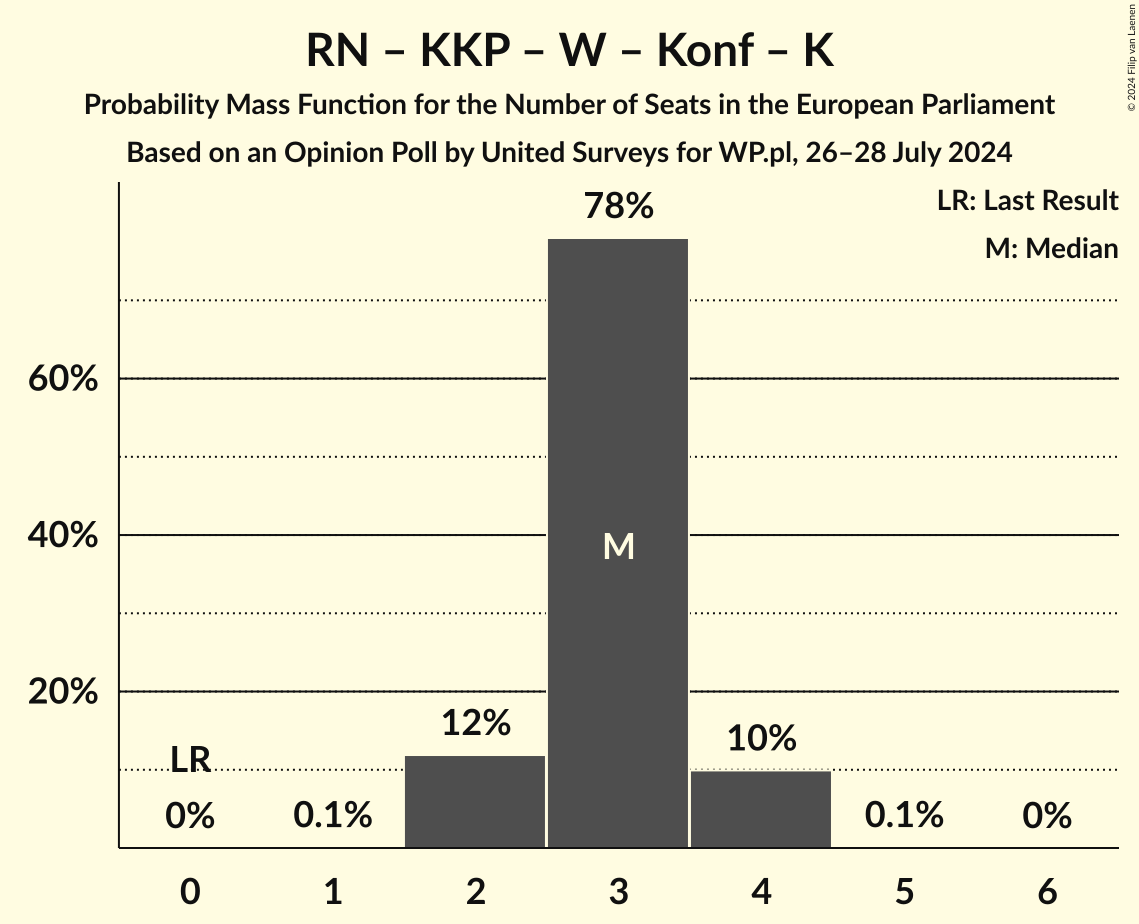 RN – KKP – W – Konf – K
Probability Mass Function for the Number of Seats in the European Parliament
Based on an Opinion Poll by United Surveys for WP.pl, 26–28 July 2024
© 2024 Filip van Laenen
LR: Last Result
M: Median
78%
60%
40%
M
20%
12%
10%
LR
0%
0.1%
0.1%
0%
0
1
2
3
4
5
6